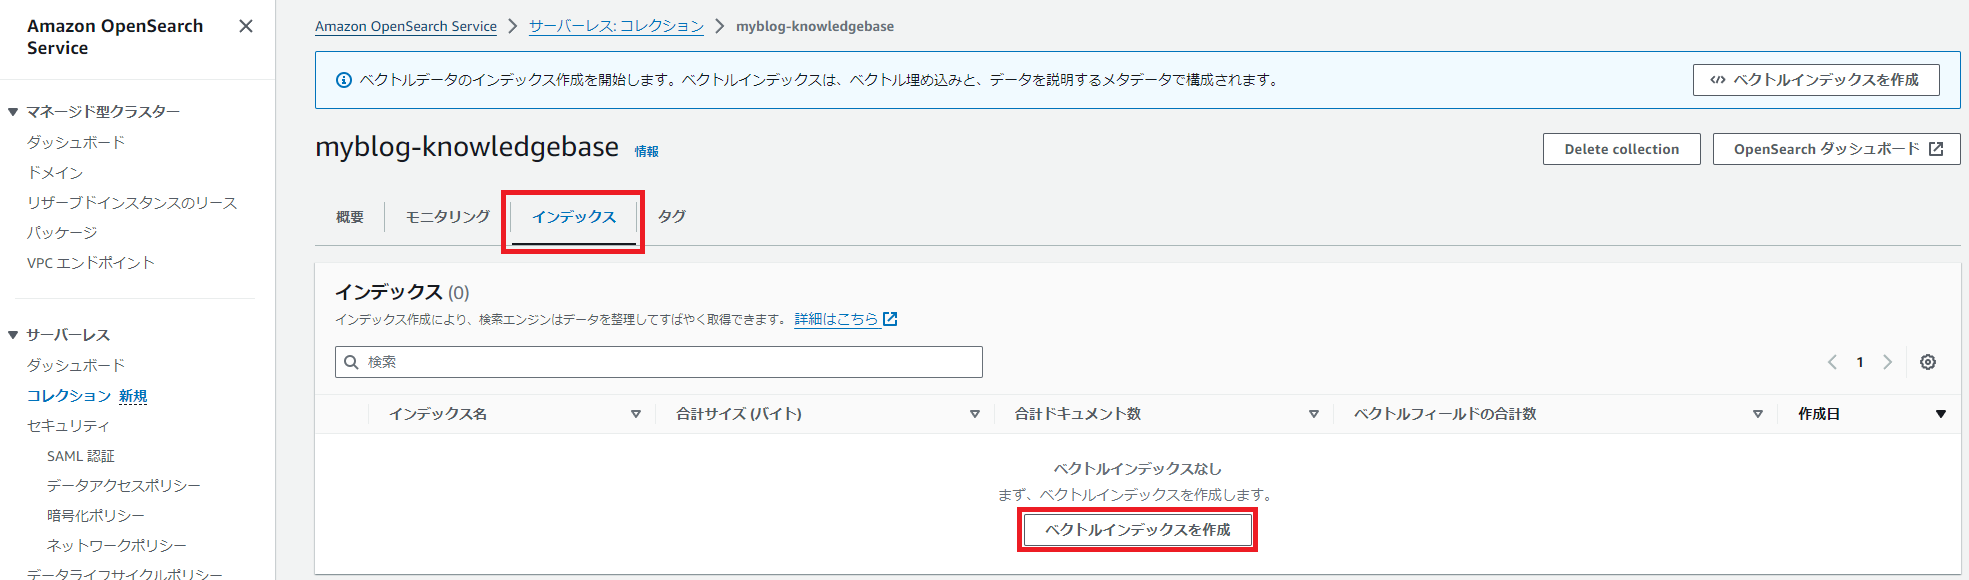 Amazon OpenSearch
Service
マネージド型クラスター
ダッシュボード
ドメイン
リザーブドインスタンスのリース
パッケージ
VPC エンドポイント
サーバーレス
ダッシュボード
コレクション 新規
セキュリティ
SAML 認証
データアクセスポリシー
暗号化ポリシー
ネットワークポリシー
データライフサイクルポリシー
Amazon OpenSearch Service サーバーレス: コレクション myblog-knowledgebase
ベクトルデータのインデックス作成を開始します。ベクトルインデックスは、ベクトル埋め込みと、データを説明するメタデータで構成されます。 ベクトルインデックスを作成
myblog-knowledgebase 情報 Delete collection OpenSearch ダッシュボード
概要 モニタリング インデックス タグ
インデックス (0)
インデックス作成により、検索エンジンはデータを整理してすばやく取得できます。 詳細はこちら
検索 1
インデックス名 合計サイズ (バイト) 合計ドキュメント数 ベクトルフィールドの合計数 作成日
ベクトルインデックスなし
まず、ベクトルインデックスを作成します。
ベクトルインデックスを作成